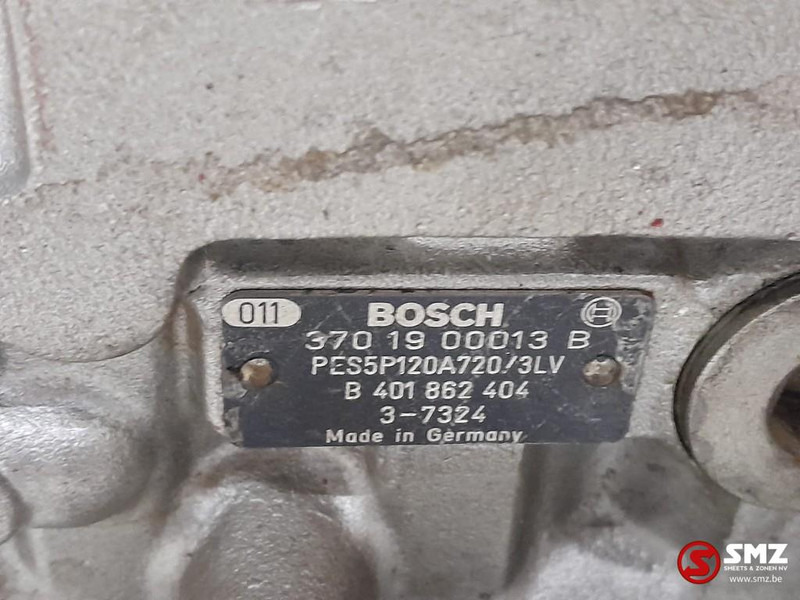 011 BOSCH
370 19 00013 B
PES5P120A720/3LV
B 401 862 404
3-7324
Made in Germany
SMZ
SMEETS & ZONEN NV
www.smz.be